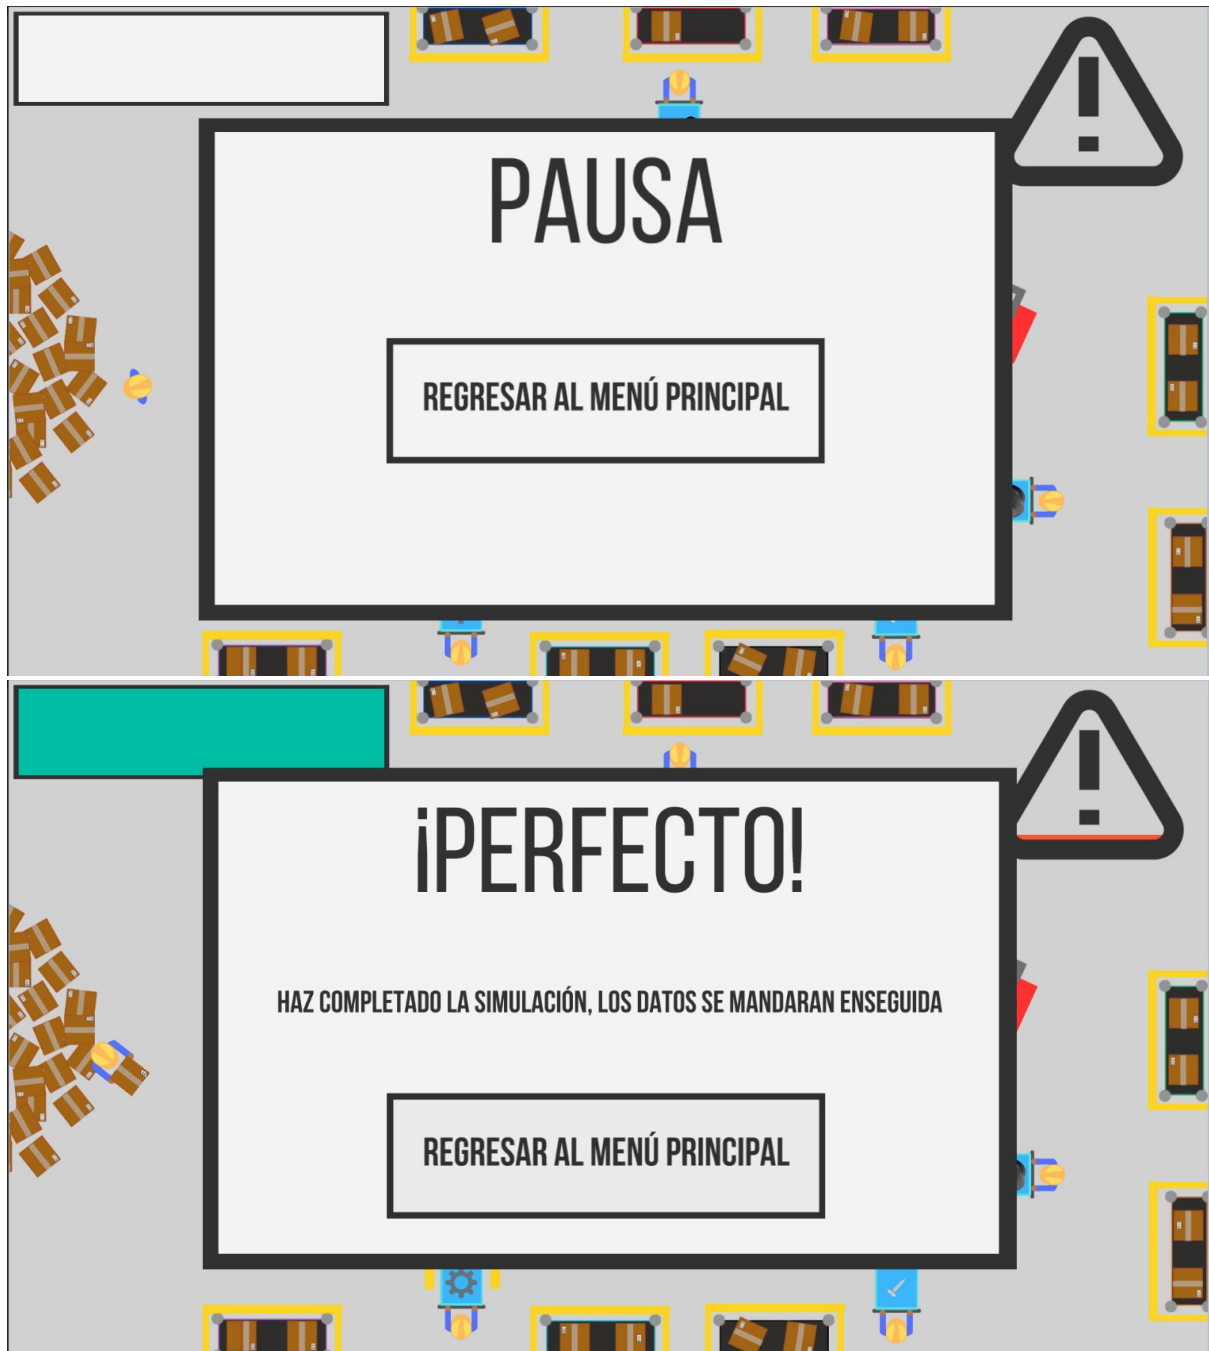 PAUSA
REGRESAR AL MENÚ PRINCIPAL
¡PERFECTO!
HAZ COMPLETADO LA SIMULACIÓN, LOS DATOS SE MANDARAN ENSEGUIDA
REGRESAR AL MENÚ PRINCIPAL